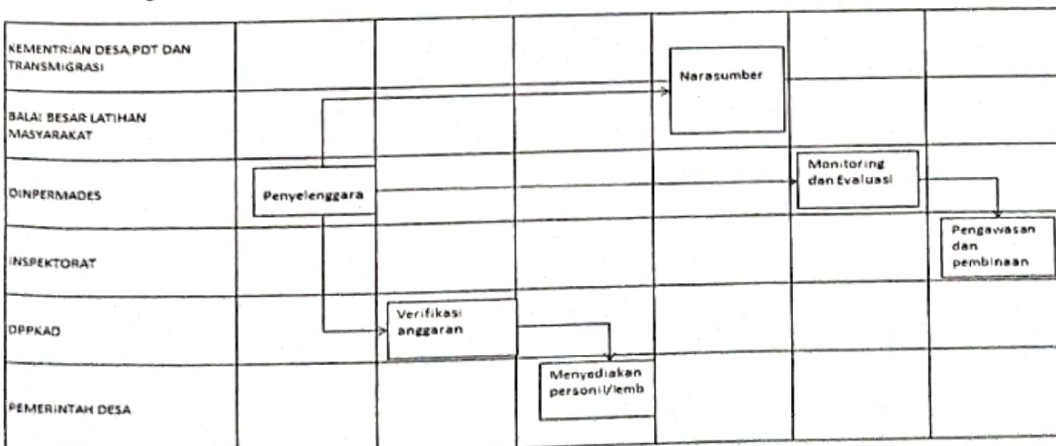 KEMENTRIAN DESA,PDT DAN
TRANSMIGRASI
Narasumber
BALAI BESAR LATIHAN
MASYARAKAT
DINPERMADES
Penyelenggara
Monitoring
dan Evaluasi
INSPEKTORAT
Pengawasan
dan
pembinaan
DPPKAD
Verifikasi
anggaran
PEMERINTAH DESA
Menyediakan
personil/lemb